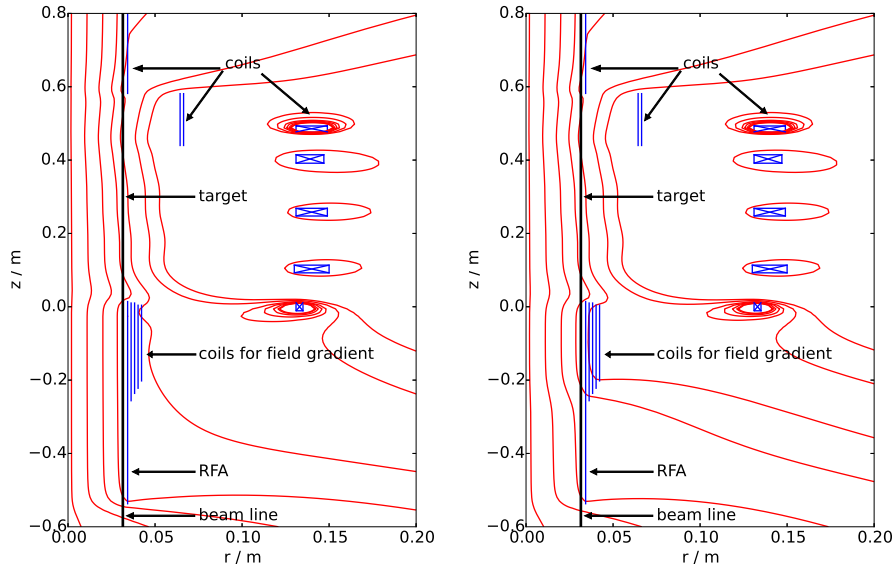 0.8 0.8
coils coils
0.6 0.6
0.4 0.4
target target
0.2 0.2
z / m z / m
0.0 0.0
coils for field gradient coils for field gradient
−0.2 −0.2
−0.4 −0.4
RFA RFA
beam line beam line
−0.6 −0.6
0.00 0.05 0.10 0.15 0.20 0.00 0.05 0.10 0.15 0.20
r / m r / m